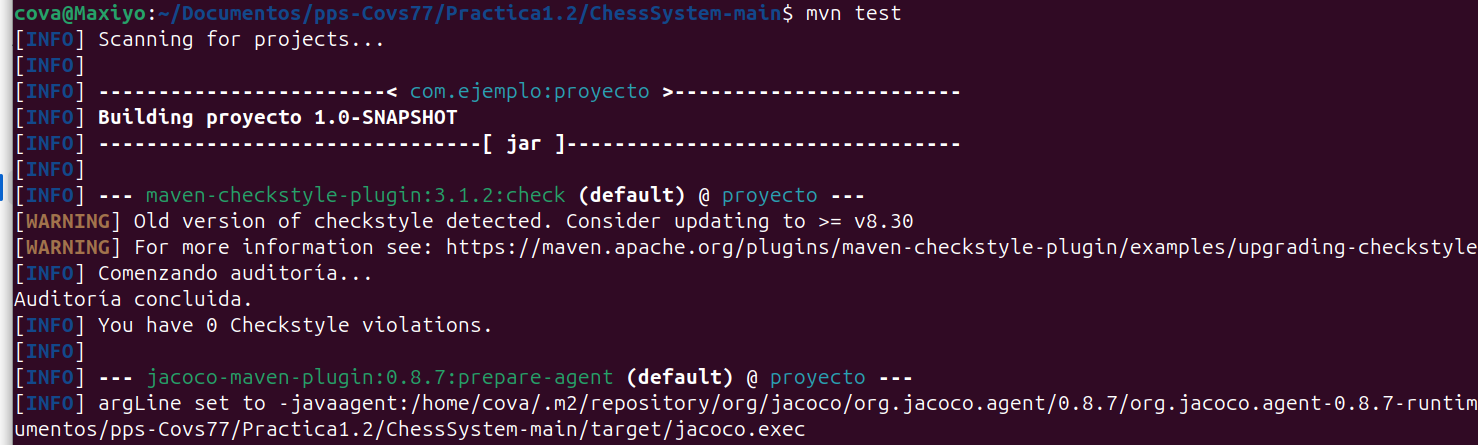 cova@Maxiyo:~/Documentos/pps-Covs77/Practica1.2/ChessSystem-main$ mvn test
[INFO] Scanning for projects...
[INFO]
[INFO] ------------------------< com.ejemplo:proyecto >------------------------
[INFO] Building proyecto 1.0-SNAPSHOT
[INFO] --------------------------------[ jar ]---------------------------------
[INFO]
[INFO] --- maven-checkstyle-plugin:3.1.2:check (default) @ proyecto ---
[WARNING] Old version of checkstyle detected. Consider updating to >= v8.30
[WARNING] For more information see: https://maven.apache.org/plugins/maven-checkstyle-plugin/examples/upgrading-checkstyle
[INFO] Comenzando auditoría...
Auditoría concluida.
[INFO] You have 0 Checkstyle violations.
[INFO]
[INFO] --- jacoco-maven-plugin:0.8.7:prepare-agent (default) @ proyecto ---
[INFO] argLine set to -javaagent:/home/cova/.m2/repository/org/jacoco/org.jacoco.agent/0.8.7/org.jacoco.agent-0.8.7-runtim
umentos/pps-Covs77/Practica1.2/ChessSystem-main/target/jacoco.exec